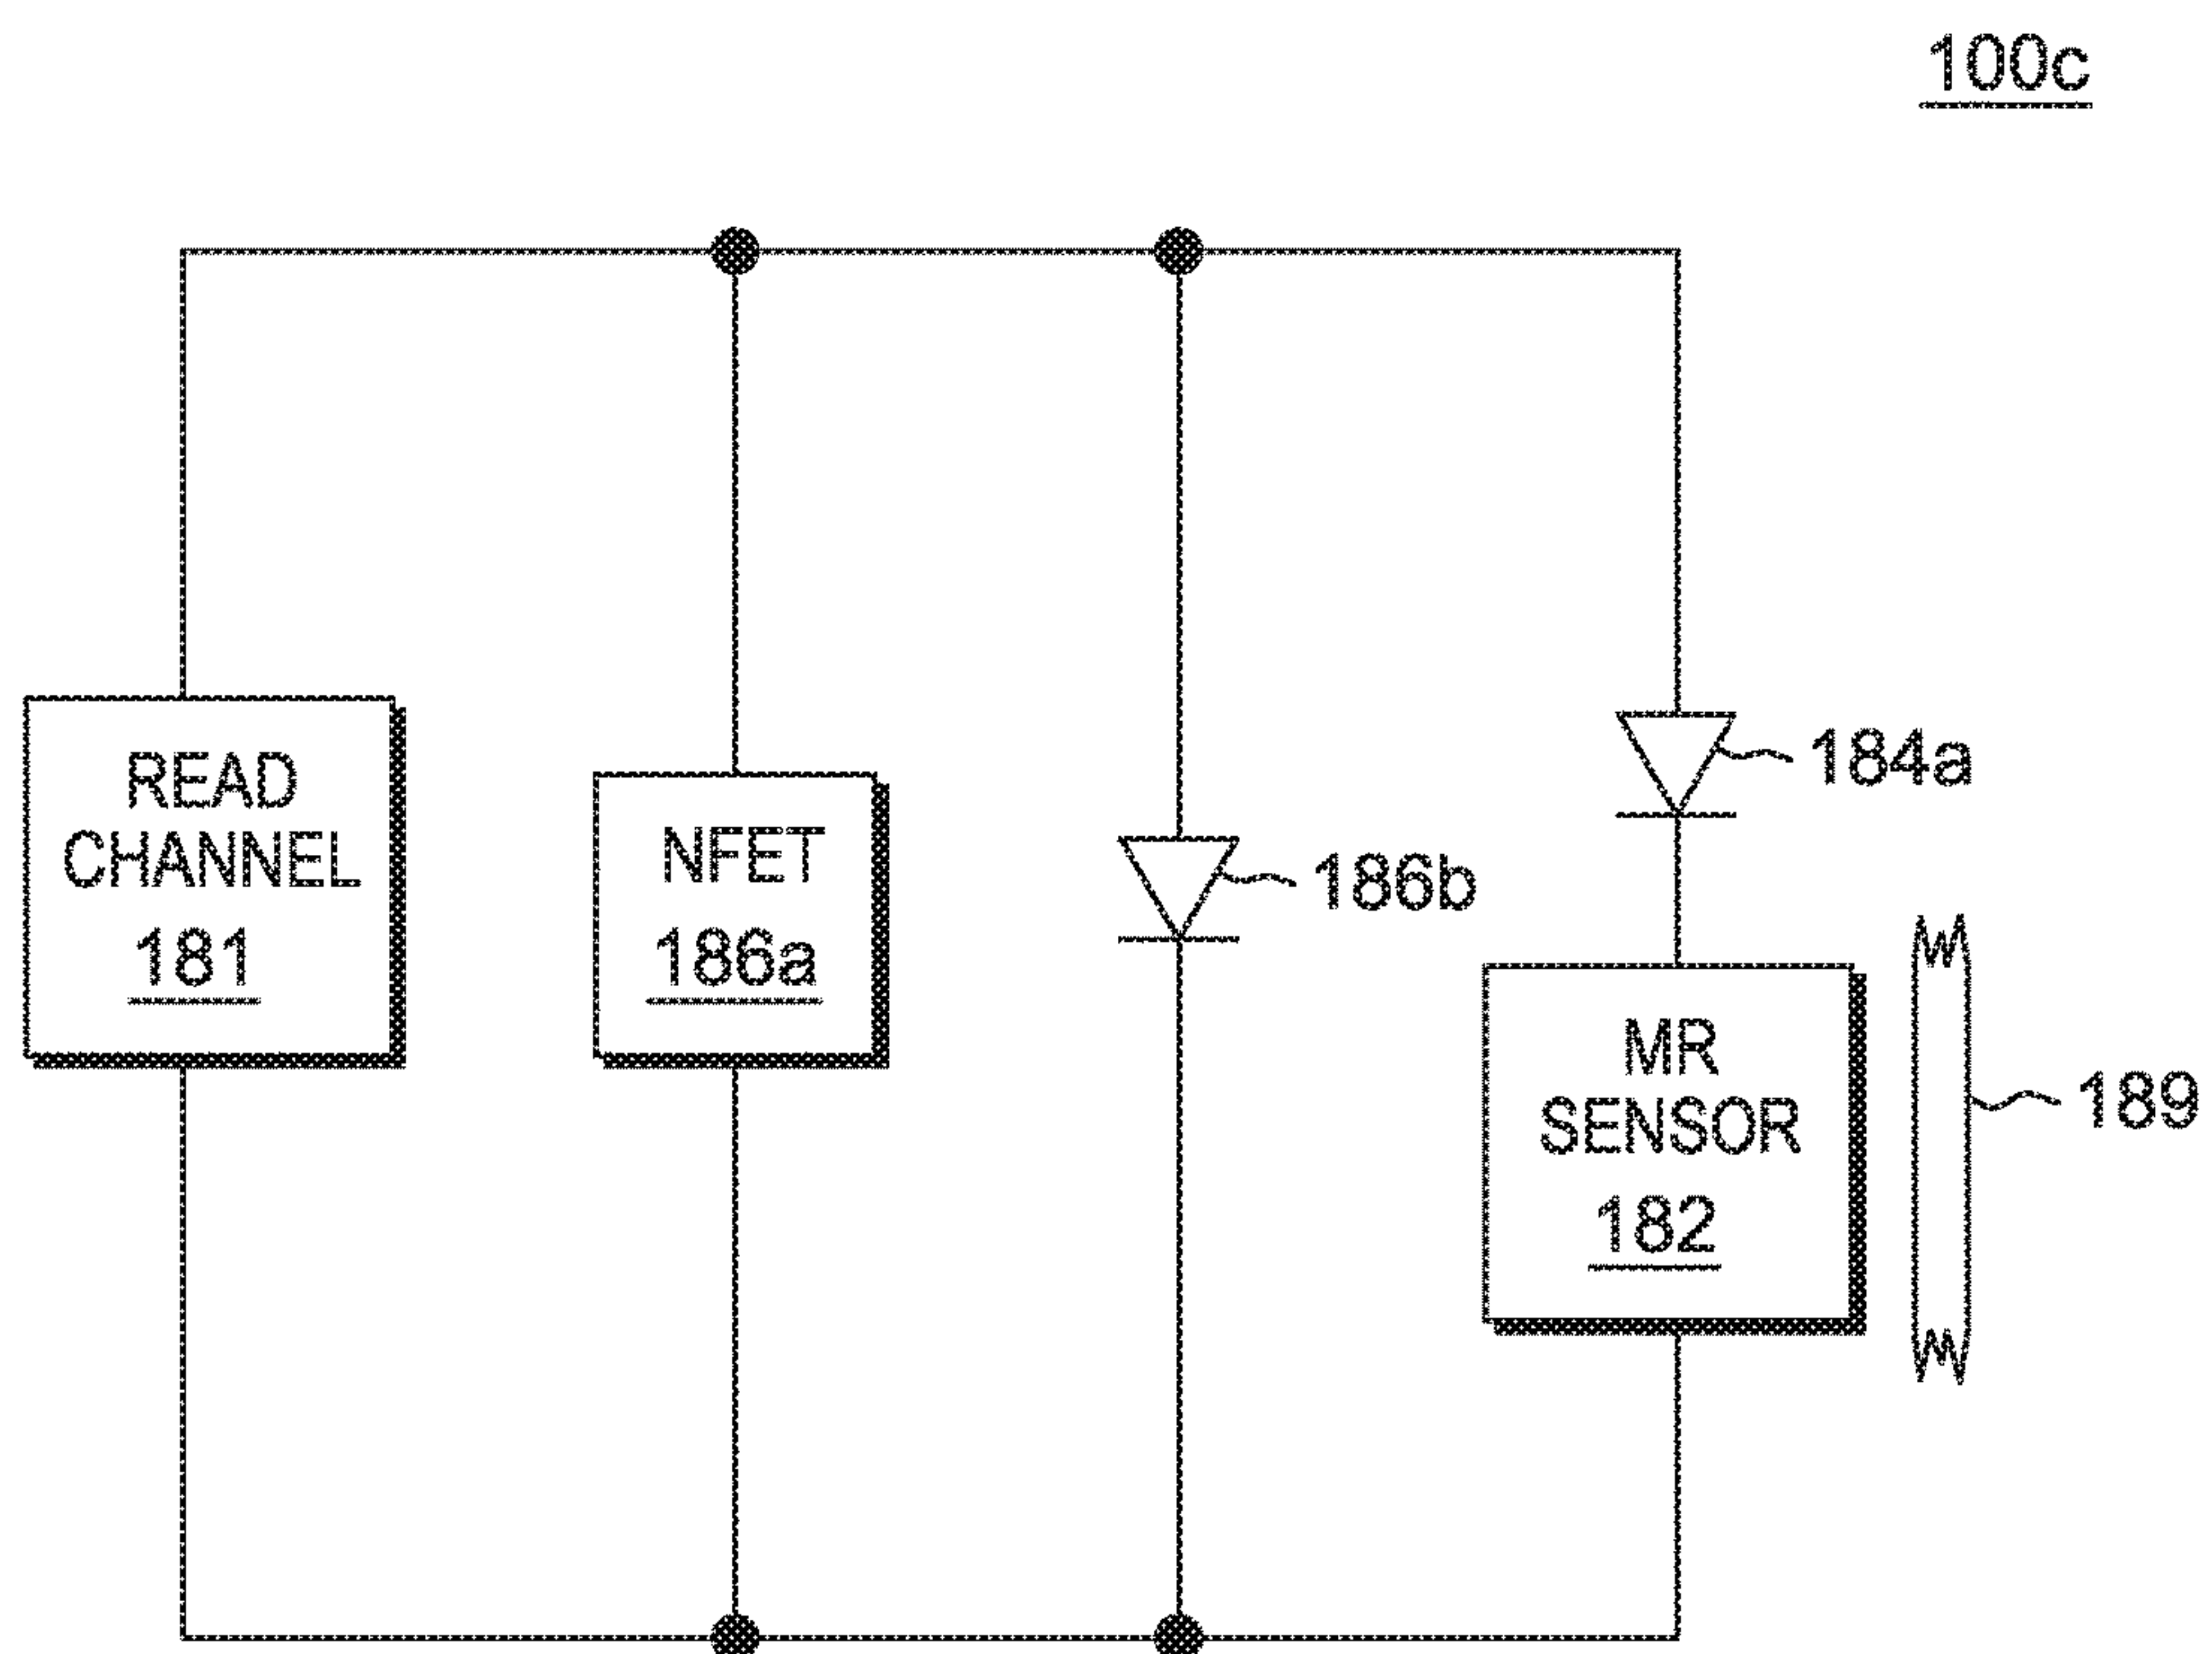 100c
READ
CHANNEL
181
NFET
186a
186b
184a
MR
SENSOR
182
189